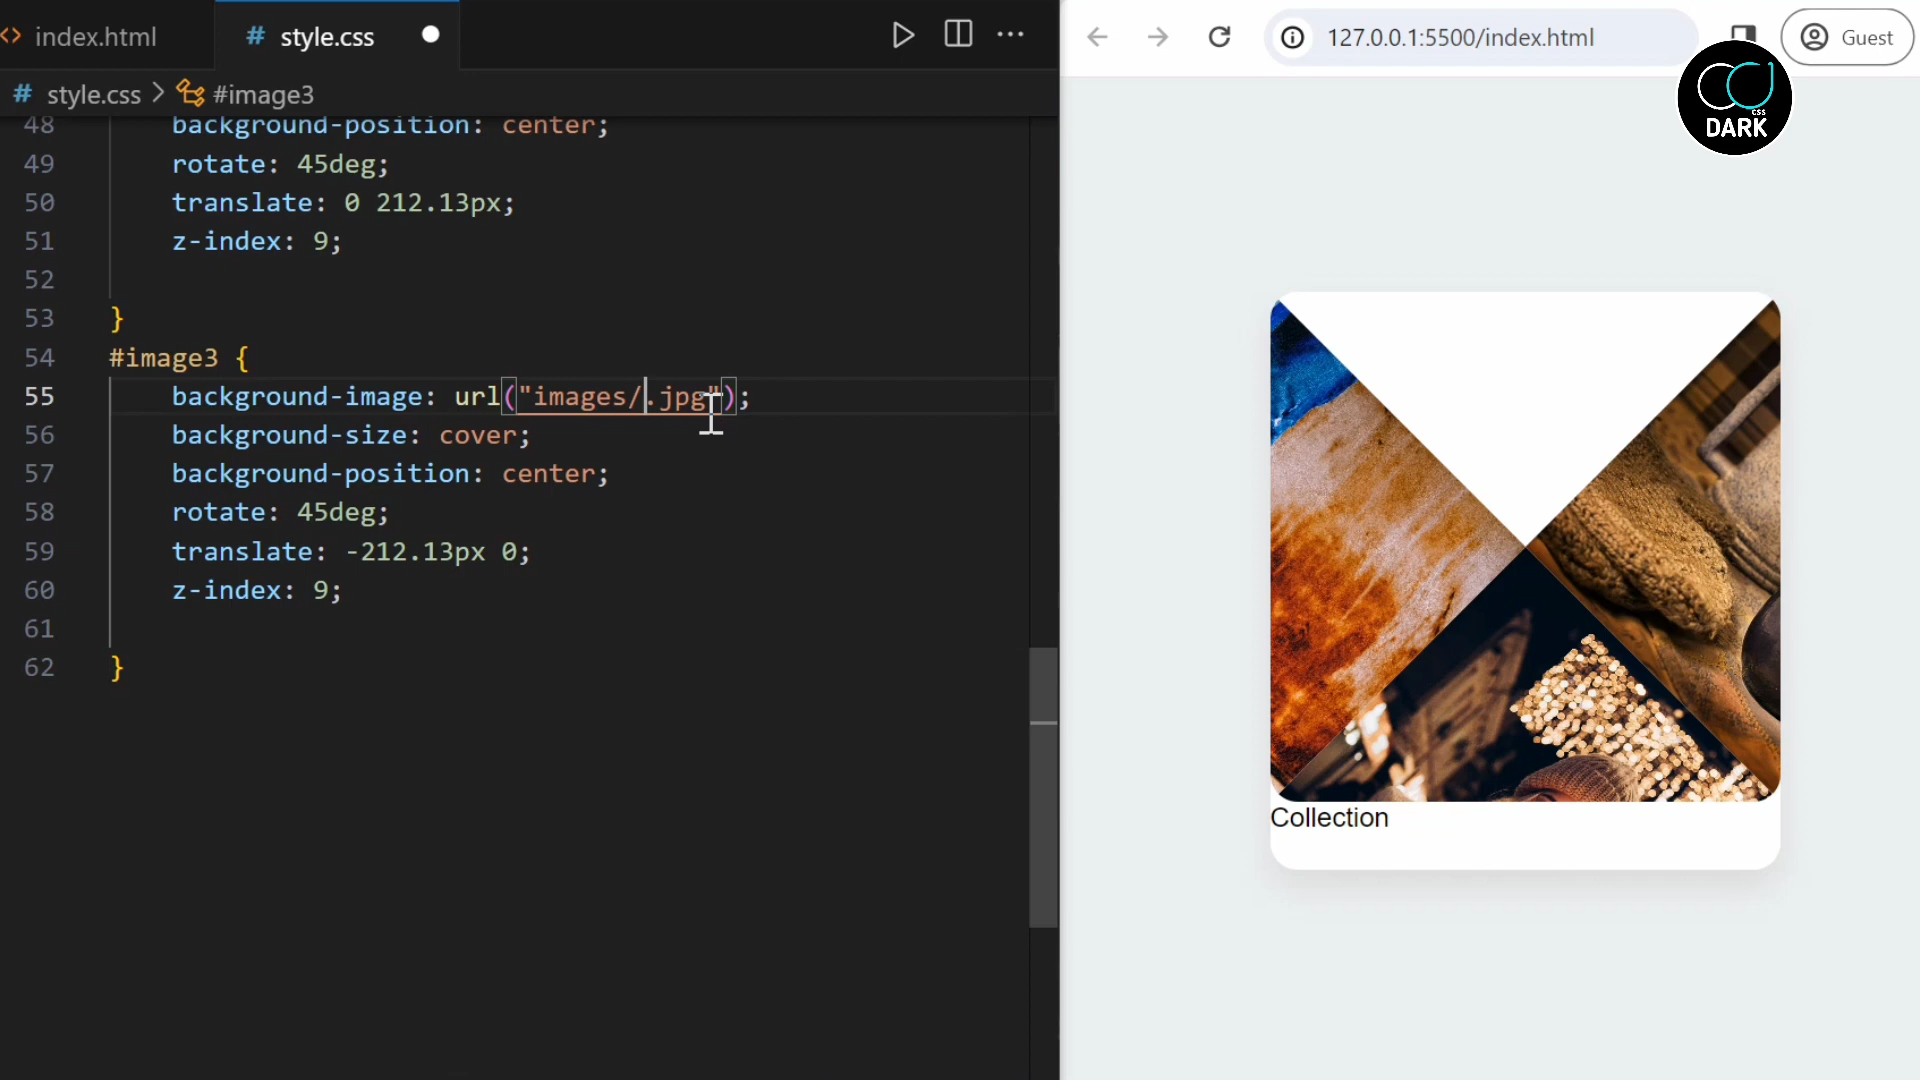 index.html
# style.css
127.0.0.1:5500/index.html
Guest
CSS
DARK
# style.css > #image3
48 background-position: center;
49 rotate: 45deg;
50 translate: 0 212.13px;
51 z-index: 9;
52
53 }
54 #image3 {
55 background-image: url("images/.jpg");
56 background-size: cover;
57 background-position: center;
58 rotate: 45deg;
59 translate: -212.13px 0;
60 z-index: 9;
61
62 }
Collection